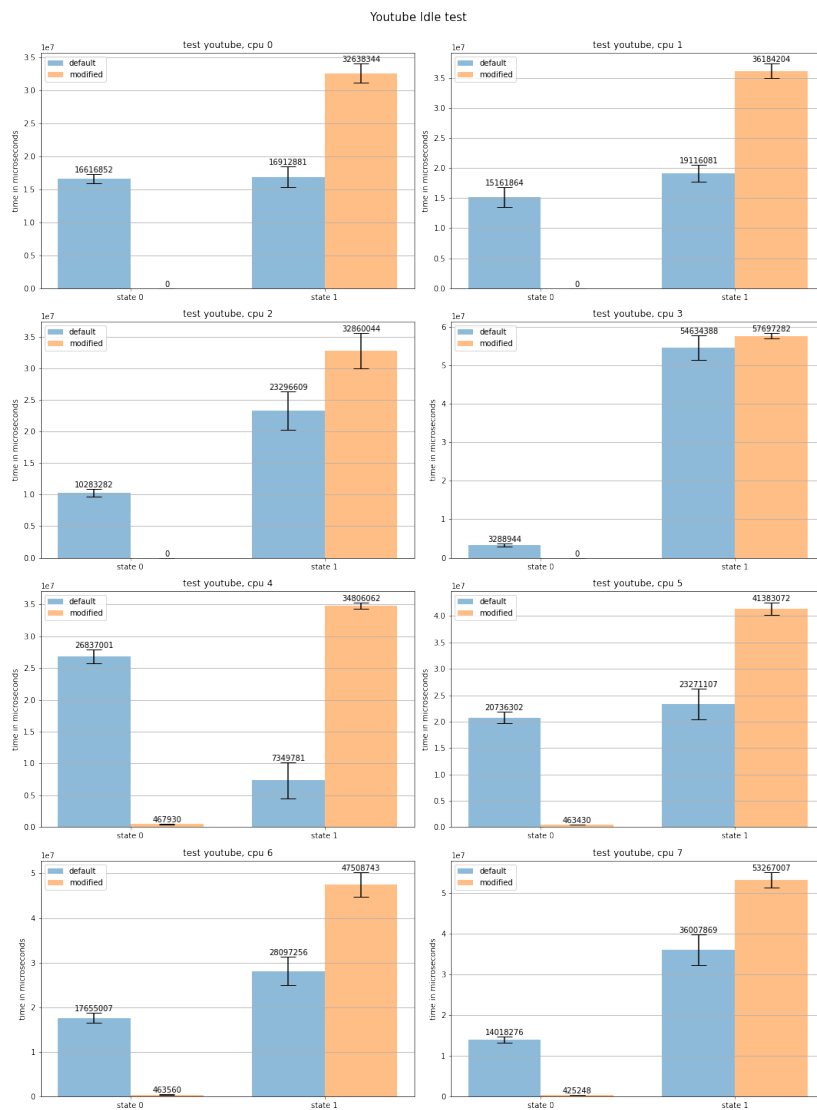 Youtube Idle test
test youtube, cpu 0
1e7
default
modified
time in microseconds
3.5
3.0
2.5
2.0
1.5
1.0
0.5
0.0
16616852
0
16912881
32638344
state 0
state 1
test youtube, cpu 1
1e7
default
modified
time in microseconds
3.5
3.0
2.5
2.0
1.5
1.0
0.5
0.0
15161864
0
19116081
36184204
state 0
state 1
test youtube, cpu 2
1e7
default
modified
time in microseconds
3.5
3.0
2.5
2.0
1.5
1.0
0.5
0.0
10283282
0
23296609
32860044
state 0
state 1
test youtube, cpu 3
1e7
default
modified
time in microseconds
6
5
4
3
2
1
0
3288944
0
54634388
57697282
state 0
state 1
test youtube, cpu 4
1e7
default
modified
time in microseconds
3.5
3.0
2.5
2.0
1.5
1.0
0.5
0.0
26837001
467930
7349781
34806062
state 0
state 1
test youtube, cpu 5
1e7
default
modified
time in microseconds
4.0
3.5
3.0
2.5
2.0
1.5
1.0
0.5
0.0
20736302
463430
23271107
41383072
state 0
state 1
test youtube, cpu 6
1e7
default
modified
time in microseconds
5
4
3
2
1
0
17655007
463560
28097256
47508743
state 0
state 1
test youtube, cpu 7
1e7
default
modified
time in microseconds
5
4
3
2
1
0
14018276
425248
36007869
53267007
state 0
state 1